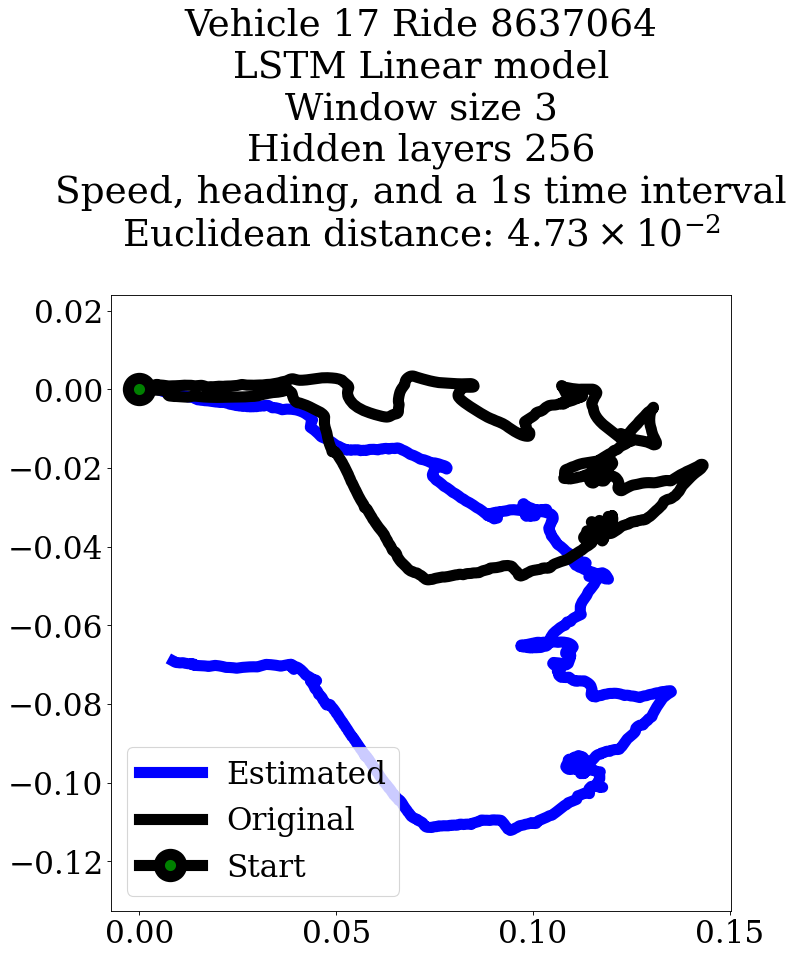 Vehicle 17 Ride 8637064
LSTM Linear model
Window size 3
Hidden layers 256
Speed, heading, and a 1s time interval
Euclidean distance: 4.73 × 10⁻²
0.02
0.00
−0.02
−0.04
−0.06
−0.08
−0.10
−0.12
Estimated
Original
Start
0.00 0.05 0.10 0.15